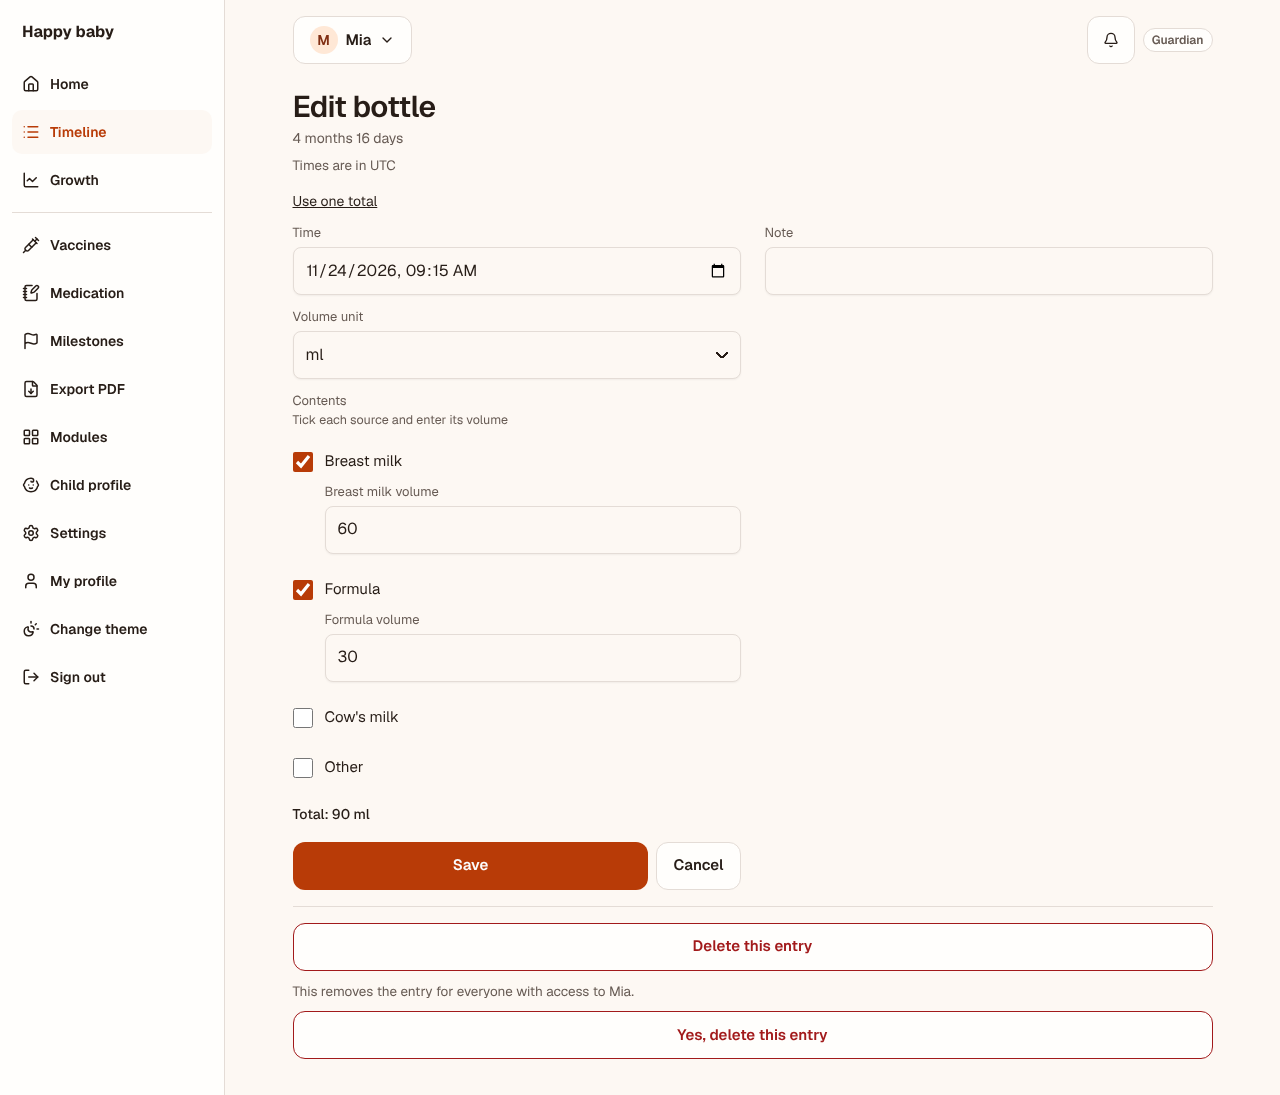 Happy baby
Home
Timeline
Growth
Vaccines
Medication
Milestones
Export PDF
Modules
Child profile
Settings
My profile
Change theme
Sign out
M Mia
Guardian
Edit bottle
4 months 16 days
Times are in UTC
Use one total
Time
11/24/2026, 09:15 AM
Note
Volume unit
ml
Contents
Tick each source and enter its volume
Breast milk
Breast milk volume
60
Formula
Formula volume
30
Cow's milk
Other
Total: 90 ml
Save
Cancel
Delete this entry
This removes the entry for everyone with access to Mia.
Yes, delete this entry